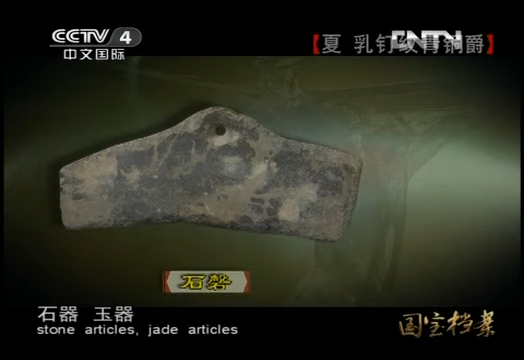 CCTV 4
中文国际
【夏 乳钉纹青铜爵】
CNTV
石磬
石器 玉器
stone articles, jade articles
国宝档案